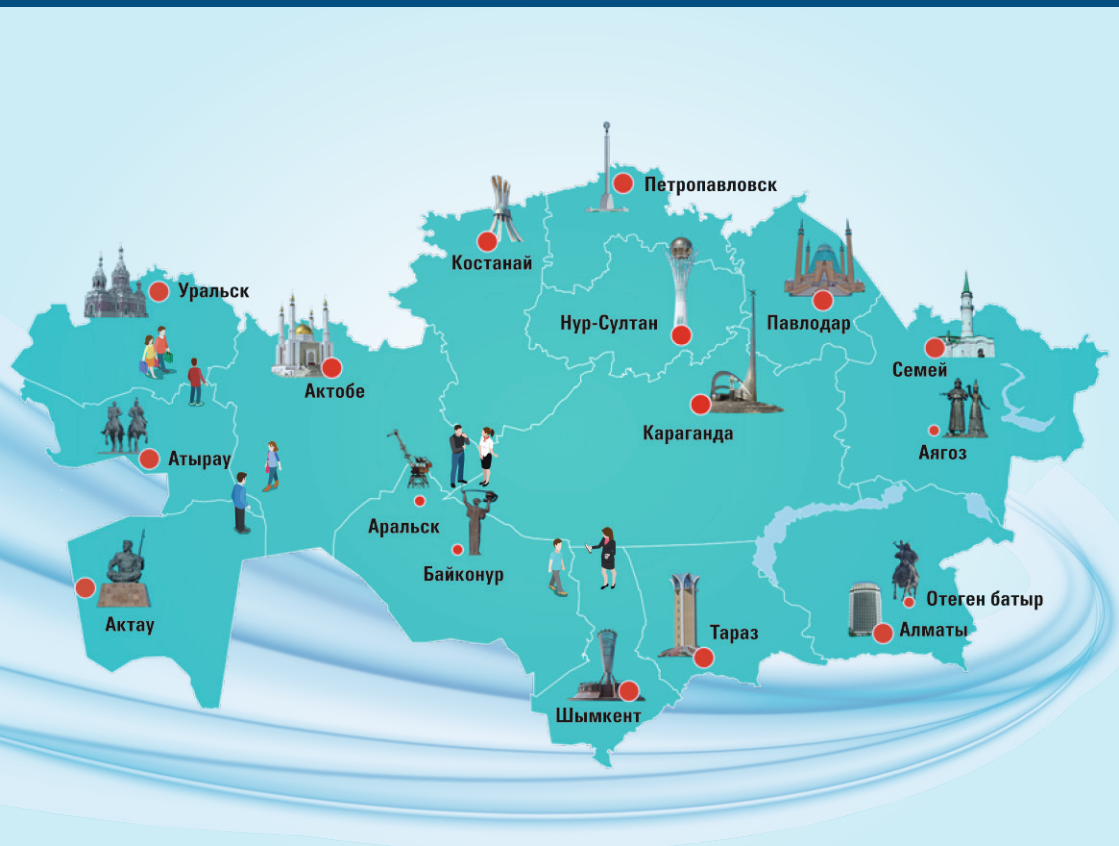 Петропавловск
Костанай
Уральск
Нур-Султан
Павлодар
Семей
Актобе
Караганда
Аягоз
Атырау
Аральск
Байконур
Отеген батыр
Актау
Тараз
Алматы
Шымкент